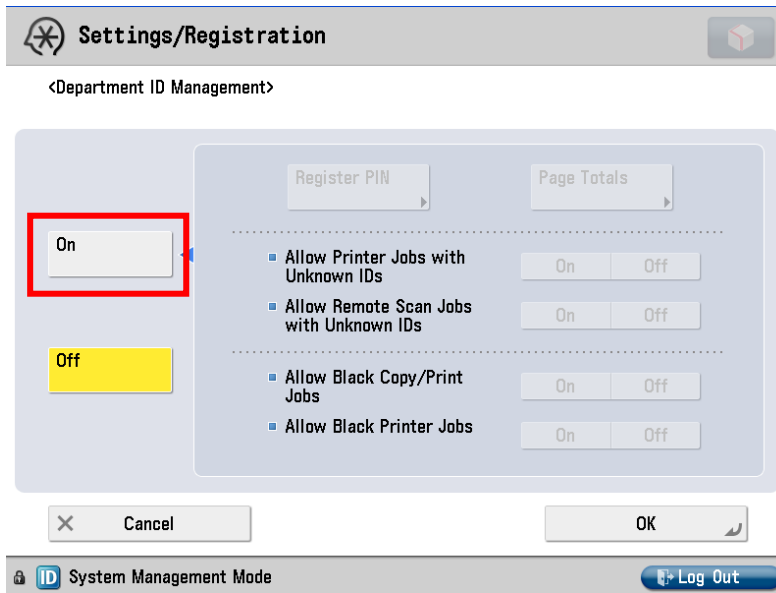 Settings/Registration
<Department ID Management>
Register PIN
Page Totals
On
Allow Printer Jobs with
Unknown IDs
On
Off
Allow Remote Scan Jobs
with Unknown IDs
On
Off
Off
Allow Black Copy/Print
Jobs
On
Off
Allow Black Printer Jobs
On
Off
Cancel
OK
ID
System Management Mode
Log Out